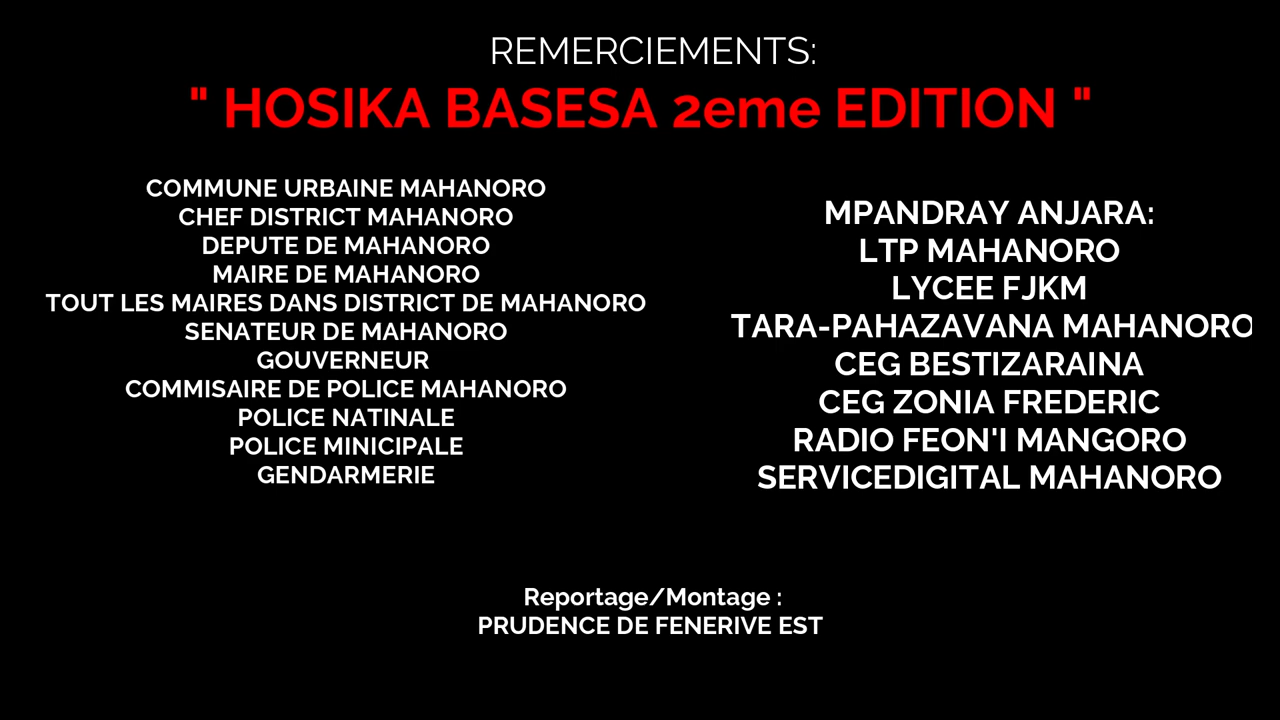 REMERCIEMENTS:
" HOSIKA BASESA 2eme EDITION "
COMMUNE URBAINE MAHANORO
CHEF DISTRICT MAHANORO
DEPUTE DE MAHANORO
MAIRE DE MAHANORO
TOUT LES MAIRES DANS DISTRICT DE MAHANORO
SENATEUR DE MAHANORO
GOUVERNEUR
COMMISAIRE DE POLICE MAHANORO
POLICE NATINALE
POLICE MINICIPALE
GENDARMERIE
MPANDRAY ANJARA:
LTP MAHANORO
LYCEE FJKM
TARA-PAHAZAVANA MAHANORO
CEG BESTIZARAINA
CEG ZONIA FREDERIC
RADIO FEON'I MANGORO
SERVICEDIGITAL MAHANORO
Reportage/Montage :
PRUDENCE DE FENERIVE EST